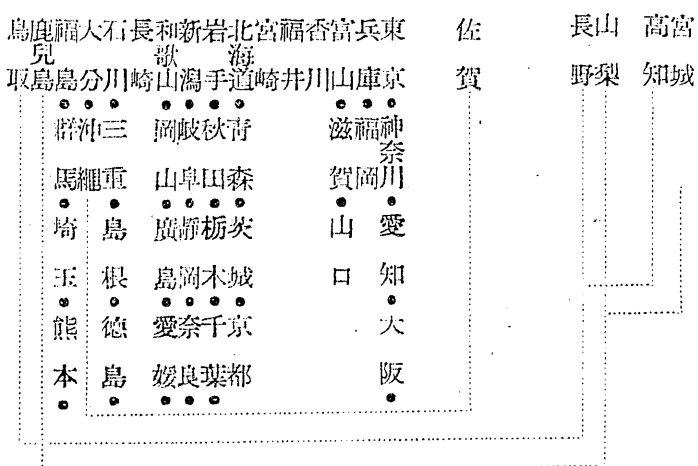 宮城
高知
山梨
長野
佐賀
東京 神奈川 愛知 大阪
兵庫 福岡
富山 滋賀 山口
香川
福井
宮崎
北海道 青森 茨城 京都
岩手 秋田 栃木 千葉
新潟 岐阜 靜岡 奈良
和歌山 岡山 廣島 愛媛
長崎
石川 三重 島根 徳島
大分 沖繩
福島 群馬 埼玉 熊本
鹿兒島
鳥取